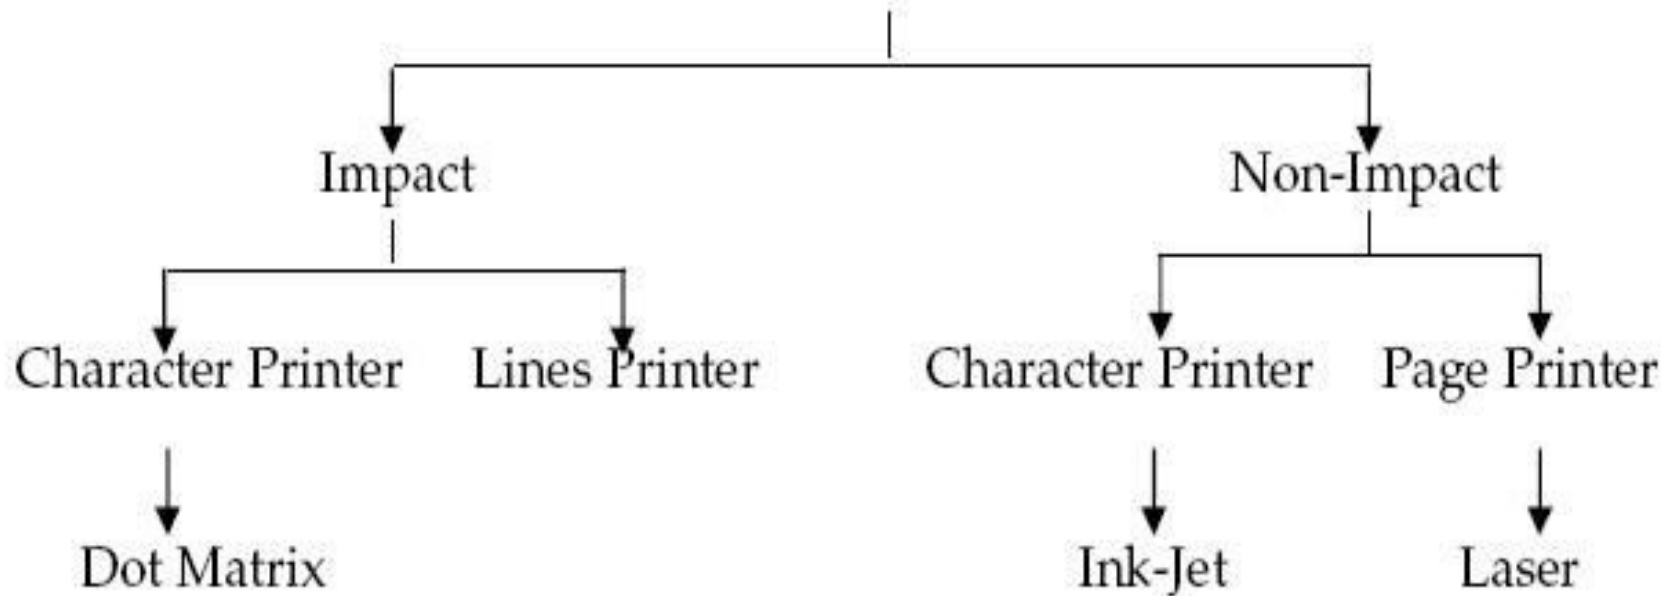 Impact Non-Impact
Character Printer Lines Printer Character Printer Page Printer
Dot Matrix Ink-Jet Laser